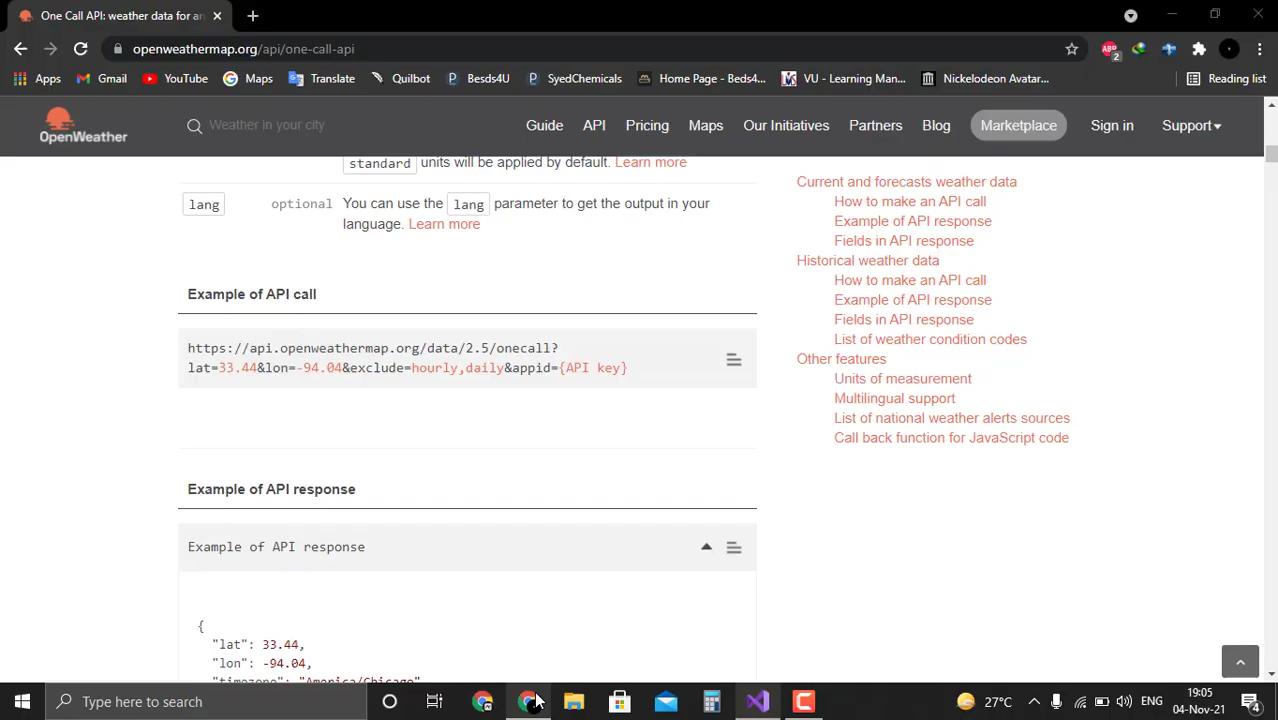 One Call API: weather data for an
openweathermap.org/api/one-call-api
ABP
2
Apps
Gmail
YouTube
Maps
Translate
Quilbot
Besds4U
SyedChemicals
Home Page - Beds4...
VU - Learning Man...
Nickelodeon Avatar...
Reading list
OpenWeather
Weather in your city
Guide
API
Pricing
Maps
Our Initiatives
Partners
Blog
Marketplace
Sign in
Support
standard units will be applied by default. Learn more
lang optional You can use the lang parameter to get the output in your
language. Learn more
Example of API call
https://api.openweathermap.org/data/2.5/onecall?
lat=33.44&lon=-94.04&exclude=hourly,daily&appid={API key}
Example of API response
Example of API response
{
"lat": 33.44,
"lon": -94.04,
"timezone": "America/Chicago"
Current and forecasts weather data
How to make an API call
Example of API response
Fields in API response
Historical weather data
How to make an API call
Example of API response
Fields in API response
List of weather condition codes
Other features
Units of measurement
Multilingual support
List of national weather alerts sources
Call back function for JavaScript code
Type here to search
27°C
ENG
19:05
04-Nov-21
4